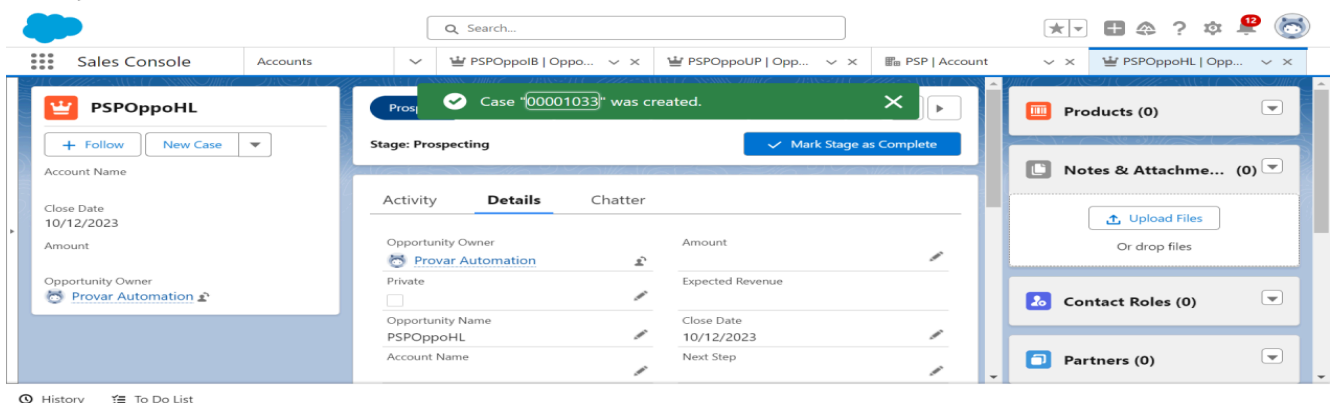 Search...
12
Sales Console
Accounts
PSPOppoIB | Oppo...
PSPOppoUP | Opp...
PSP | Account
PSPOppoHL | Opp...
PSPOppoHL
Follow
New Case
Account Name
Close Date
10/12/2023
Amount
Opportunity Owner
Provar Automation
Case "00001033" was created.
Stage: Prospecting
Mark Stage as Complete
Activity
Details
Chatter
Opportunity Owner
Provar Automation
Amount
Private
Expected Revenue
Opportunity Name
PSPOppoHL
Close Date
10/12/2023
Account Name
Next Step
Products (0)
Notes & Attachme... (0)
Upload Files
Or drop files
Contact Roles (0)
Partners (0)
History
To Do List